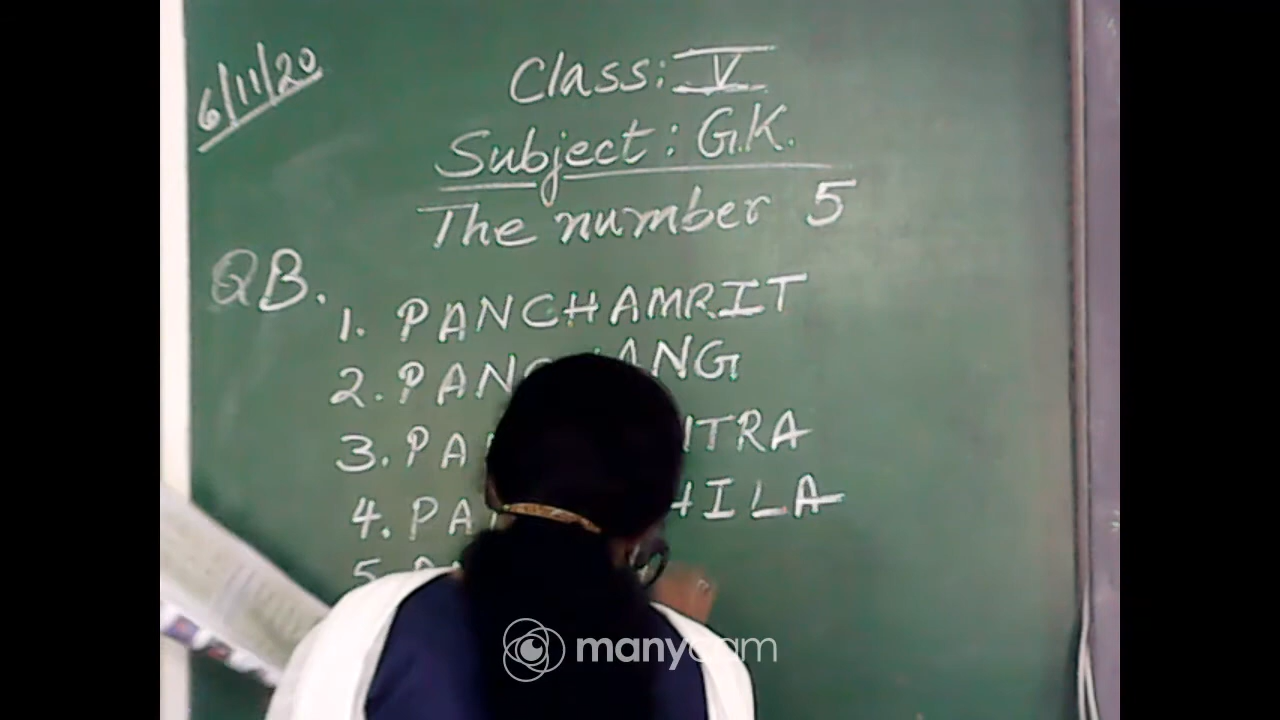 6/11/20
Class: V
Subject: G.K.
The number 5
QB.
1. PANCHAMRIT
2. PANCHANG
3. PA ITRA
4. PA HILA
5.
manycam